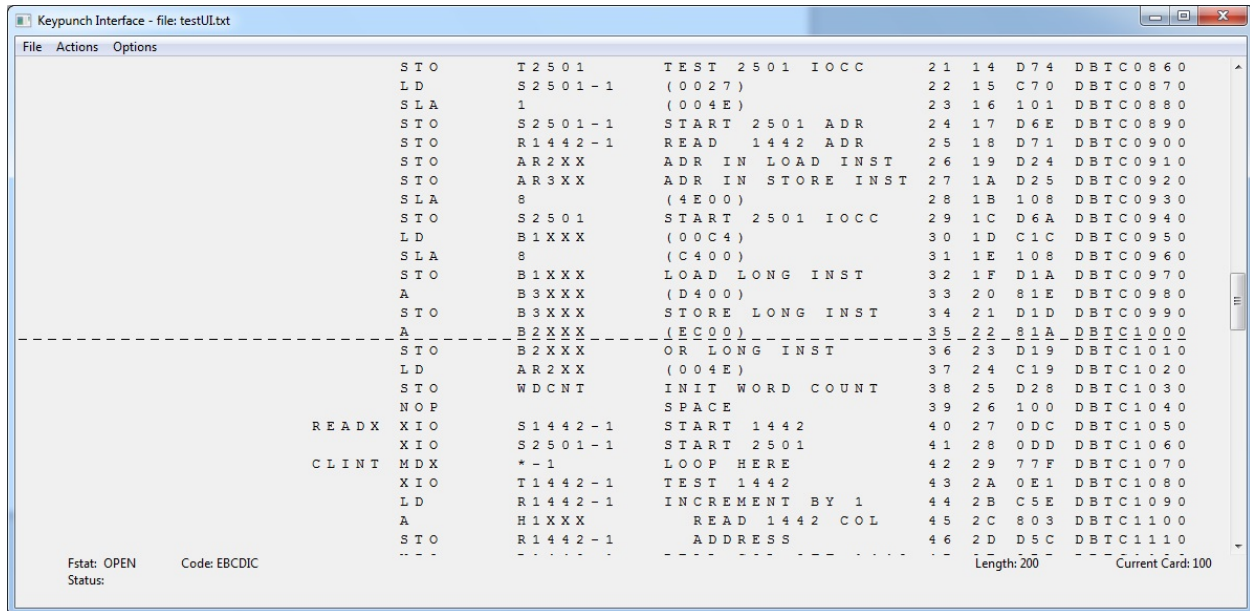 Keypunch Interface - file: testUI.txt
File Actions Options
STO T2501 TEST 2501 IOCC 21 14 D74 DBTC0860
LD S2501-1 (0027) 22 15 C70 DBTC0870
SLA 1 (004E) 23 16 101 DBTC0880
STO S2501-1 START 2501 ADR 24 17 D6E DBTC0890
STO R1442-1 READ 1442 ADR 25 18 D71 DBTC0900
STO AR2XX ADR IN LOAD INST 26 19 D24 DBTC0910
STO AR3XX ADR IN STORE INST 27 1A D25 DBTC0920
SLA 8 (4E00) 28 1B 108 DBTC0930
STO S2501 START 2501 IOCC 29 1C D6A DBTC0940
LD B1XXX (00C4) 30 1D C1C DBTC0950
SLA 8 (C400) 31 1E 108 DBTC0960
STO B1XXX LOAD LONG INST 32 1F D1A DBTC0970
A B3XXX (D400) 33 20 81E DBTC0980
STO B3XXX STORE LONG INST 34 21 D1D DBTC0990
A B2XXX (EC00) 35 22 81A DBTC1000
STO B2XXX OR LONG INST 36 23 D19 DBTC1010
LD AR2XX (004E) 37 24 C19 DBTC1020
STO WDCNT INIT WORD COUNT 38 25 D28 DBTC1030
NOP SPACE 39 26 100 DBTC1040
READX XIO S1442-1 START 1442 40 27 0DC DBTC1050
XIO S2501-1 START 2501 41 28 0DD DBTC1060
CLINT MDX *-1 LOOP HERE 42 29 77F DBTC1070
XIO T1442-1 TEST 1442 43 2A 0E1 DBTC1080
LD R1442-1 INCREMENT BY 1 44 2B C5E DBTC1090
A H1XXX READ 1442 COL 45 2C 803 DBTC1100
STO R1442-1 ADDRESS 46 2D D5C DBTC1110
Fstat: OPEN Code: EBCDIC Length: 200 Current Card: 100
Status: